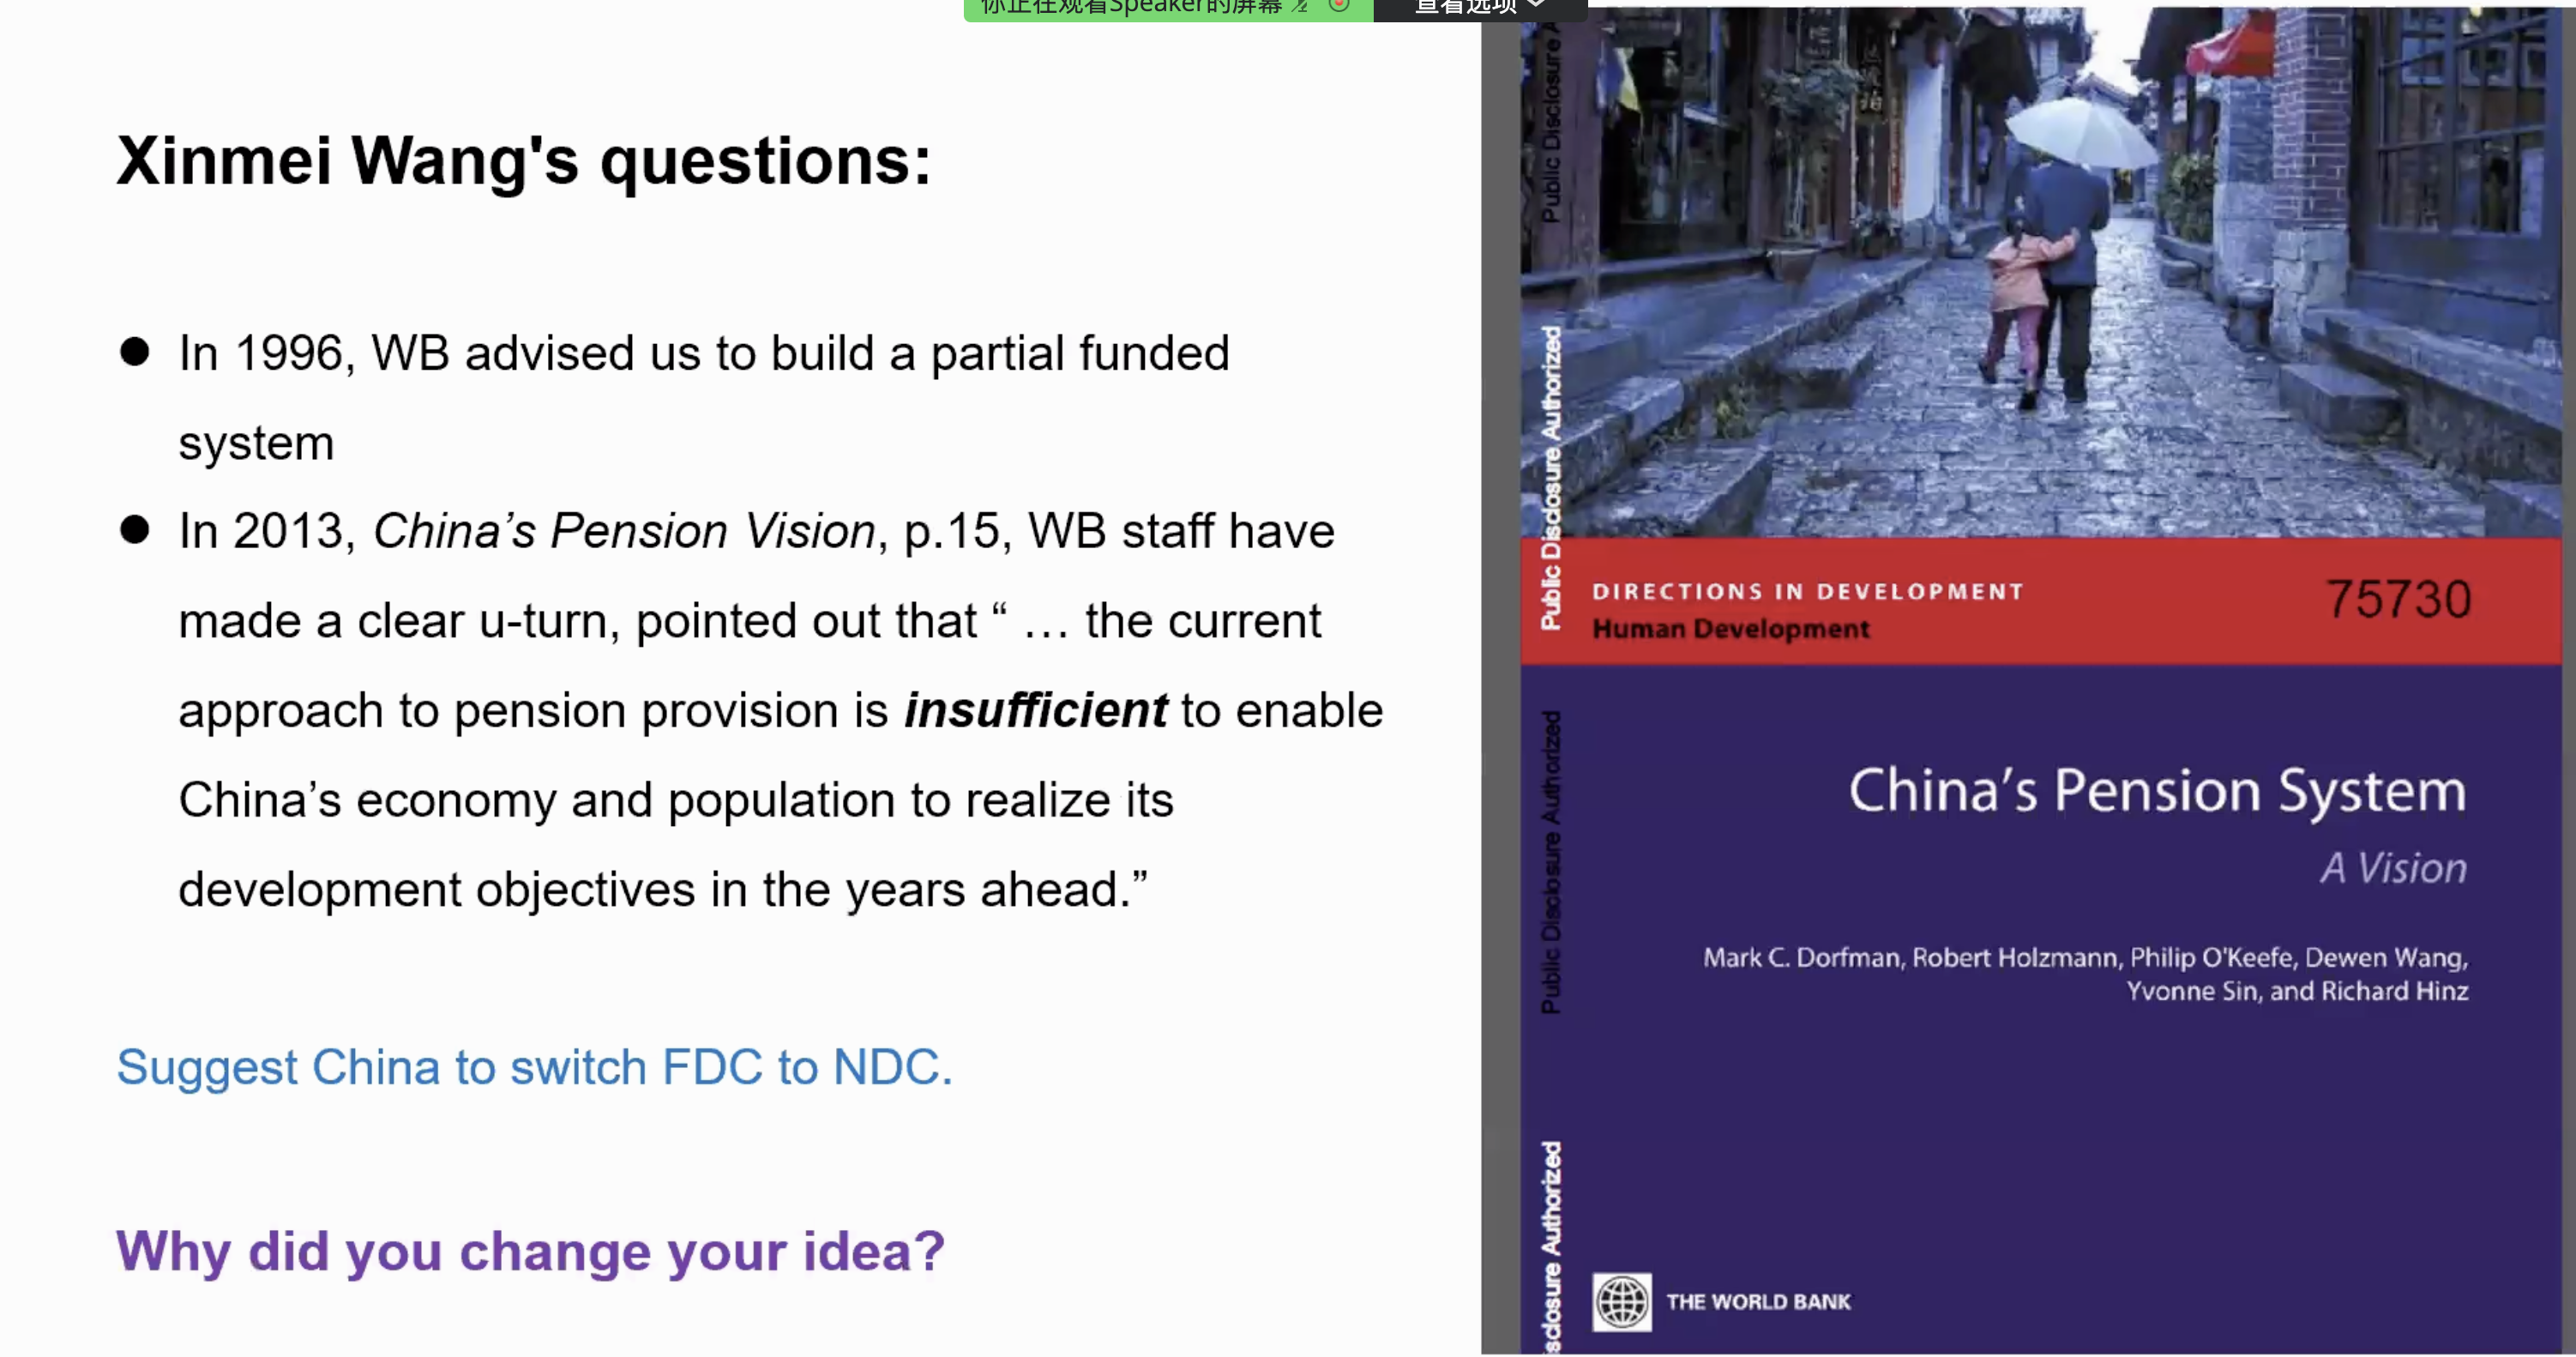 你正在观看Speaker的屏幕
查看选项
Xinmei Wang's questions:
● In 1996, WB advised us to build a partial funded
system
● In 2013, China’s Pension Vision, p.15, WB staff have
made a clear u-turn, pointed out that “ … the current
approach to pension provision is insufficient to enable
China’s economy and population to realize its
development objectives in the years ahead.”
Suggest China to switch FDC to NDC.
Why did you change your idea?
Public Disclosure A
Public Disclosure Authorized
Public Disclosure Authorized
sclosure Authorized
DIRECTIONS IN DEVELOPMENT
Human Development
75730
China’s Pension System
A Vision
Mark C. Dorfman, Robert Holzmann, Philip O'Keefe, Dewen Wang,
Yvonne Sin, and Richard Hinz
THE WORLD BANK